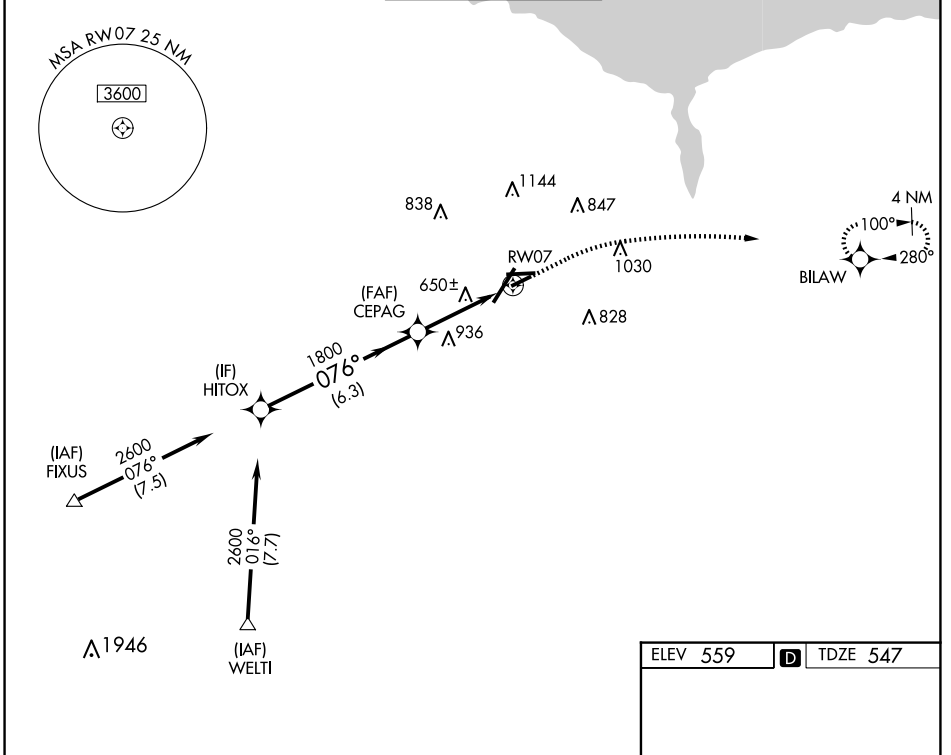 MSA RW07 25 NM
3600
1144
838
847
4 NM
100°
280°
BILAW
RW07
1030
650±
(FAF)
CEPAG
936
828
1800
076°
(6.3)
(IF)
HITOX
(IAF)
FIXUS
2600
076°
(7.5)
2600
016°
(7.7)
(IAF)
WELTI
1946
ELEV 559
D
TDZE 547